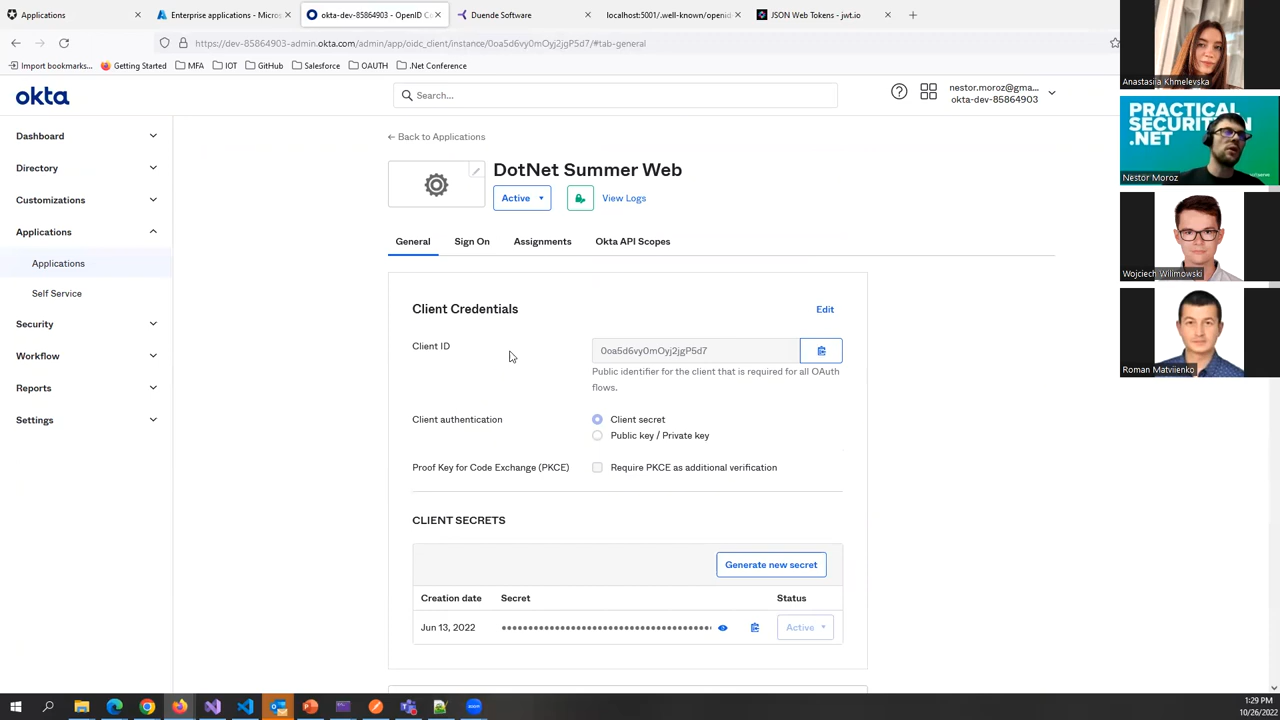 Applications
Enterprise applications - Micros
okta-dev-85864903 - OpenID C
Duende Software
localhost:5001/.well-known/openid
JSON Web Tokens - jwt.io
https://dev-85864903-admin.okta.com/admin/app/oidc_client/instance/0oa5d6vy0mOyj2jgP5d7/#tab-general
Import bookmarks...
Getting Started
MFA
IOT
GitHub
Salesforce
OAUTH
.Net Conference
okta
Search...
nestor.moroz@gma...
okta-dev-85864903
Dashboard
Directory
Customizations
Applications
Applications
Self Service
Security
Workflow
Reports
Settings
← Back to Applications
DotNet Summer Web
Active
View Logs
General
Sign On
Assignments
Okta API Scopes
Client Credentials
Edit
Client ID
0oa5d6vy0mOyj2jgP5d7
Public identifier for the client that is required for all OAuth
flows.
Client authentication
Client secret
Public key / Private key
Proof Key for Code Exchange (PKCE)
Require PKCE as additional verification
CLIENT SECRETS
Generate new secret
Creation date
Secret
Status
Jun 13, 2022
Active
Anastasiia Khmelevska
PRACTICAL
.NET
Nestor Moroz
Wojciech Wilimowski
Roman Matviienko
1:29 PM
10/26/2022